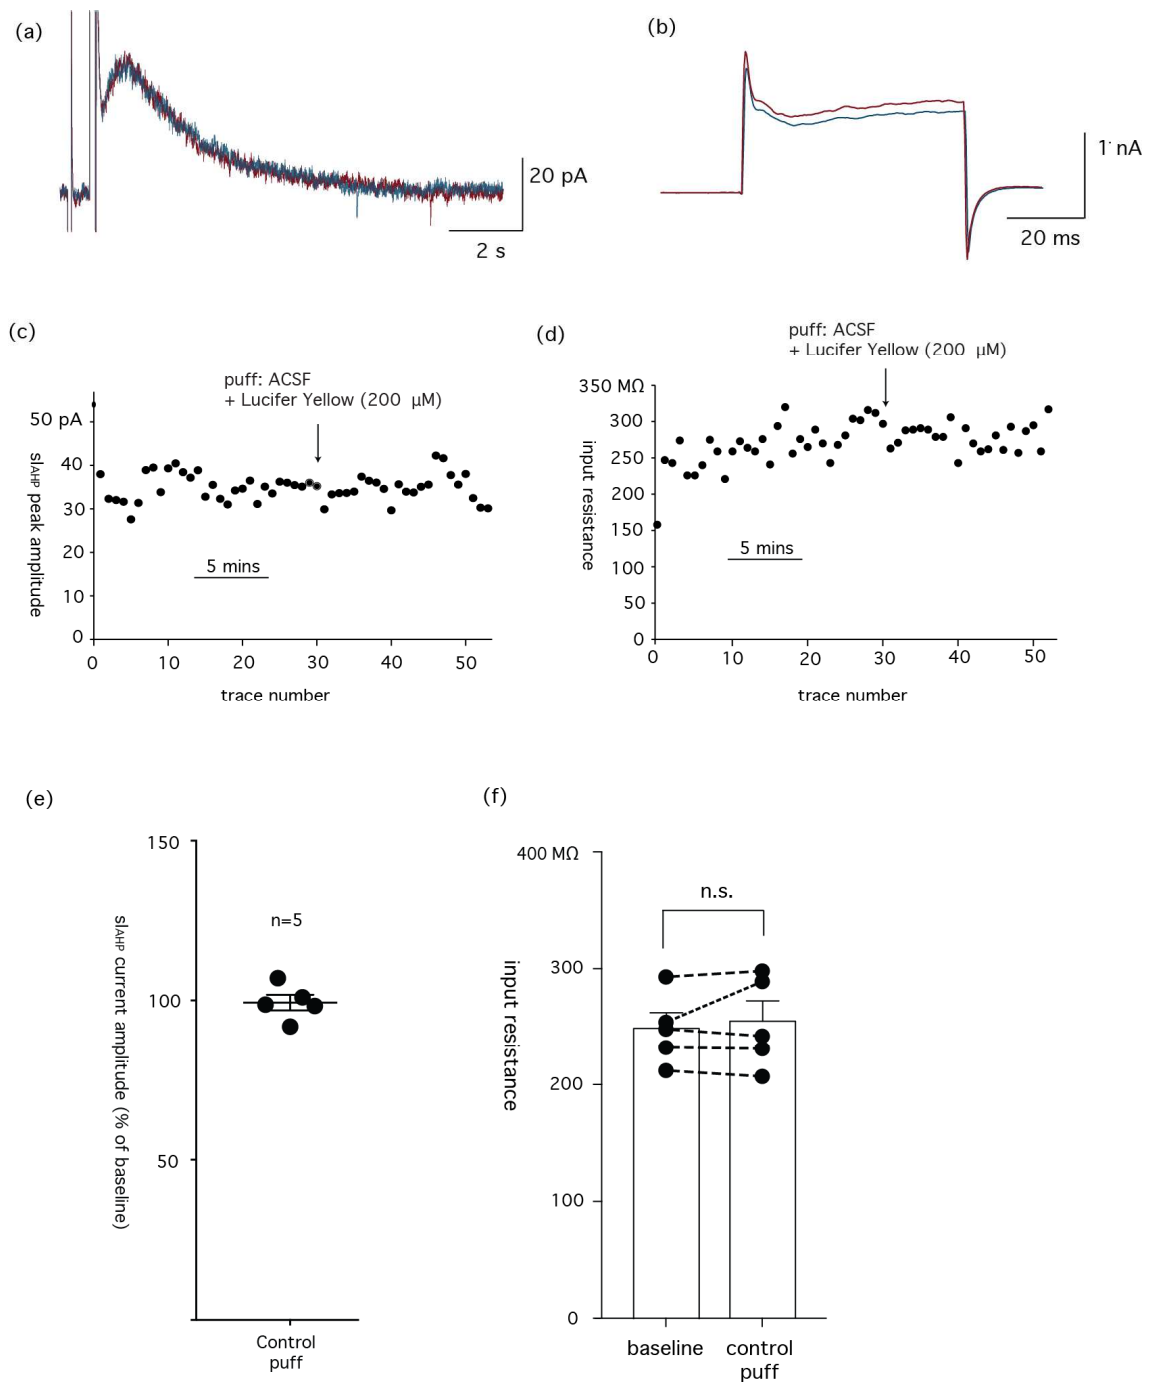 (a)
20 pA
2 s
(b)
1 nA
20 ms
(c)
puff: ACSF
+ Lucifer Yellow (200 µM)
50 pA
40
30
20
10
0
sIAHP peak amplitude
5 mins
0 10 20 30 40 50
trace number
(d)
puff: ACSF
+ Lucifer Yellow (200 µM)
350 MΩ
300
250
200
150
100
50
0
input resistance
5 mins
0 10 20 30 40 50
trace number
(e)
150
100
50
sIAHP current amplitude (% of baseline)
n=5
Control
puff
(f)
400 MΩ
300
200
100
0
input resistance
n.s.
baseline control
puff